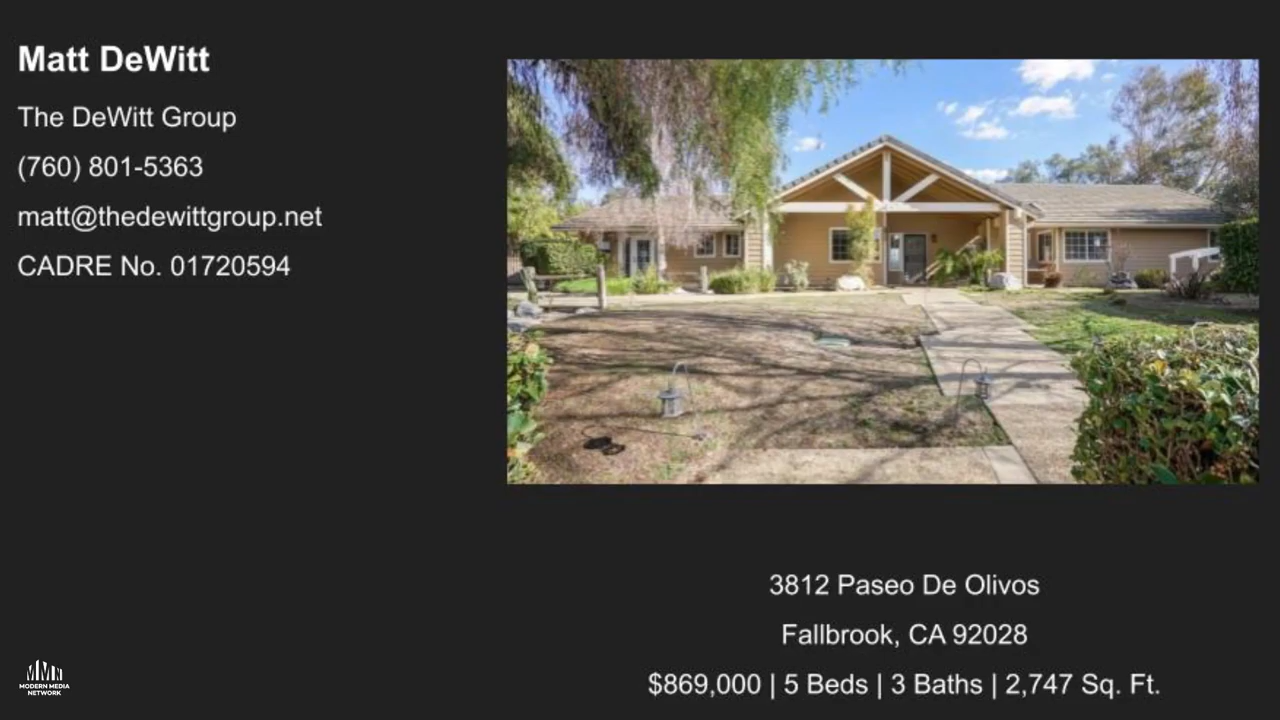 Matt DeWitt
The DeWitt Group
(760) 801-5363
matt@thedewittgroup.net
CADRE No. 01720594
3812 Paseo De Olivos
Fallbrook, CA 92028
$869,000 | 5 Beds | 3 Baths | 2,747 Sq. Ft.
MMN
MODERN MEDIA
NETWORK